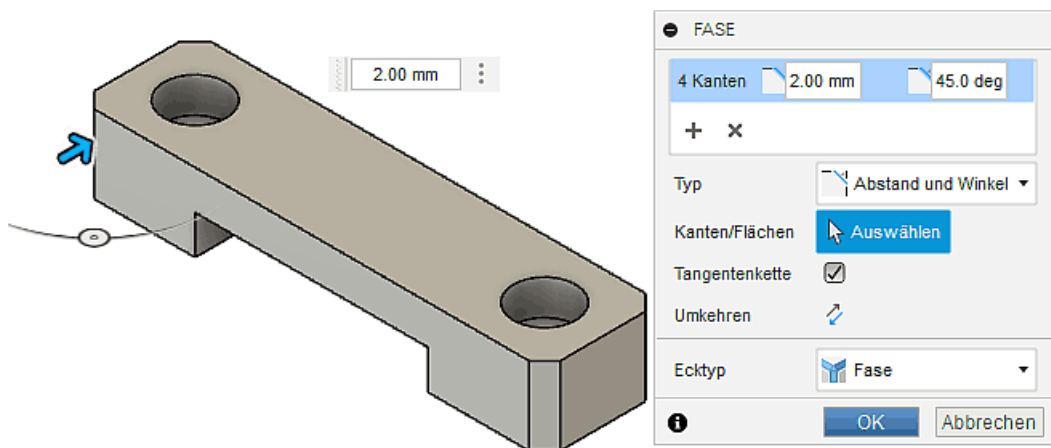 2.00 mm
FASE
4 Kanten 2.00 mm 45.0 deg
Typ Abstand und Winkel
Kanten/Flächen Auswählen
Tangentenkette
Umkehren
Ecktyp Fase
OK Abbrechen